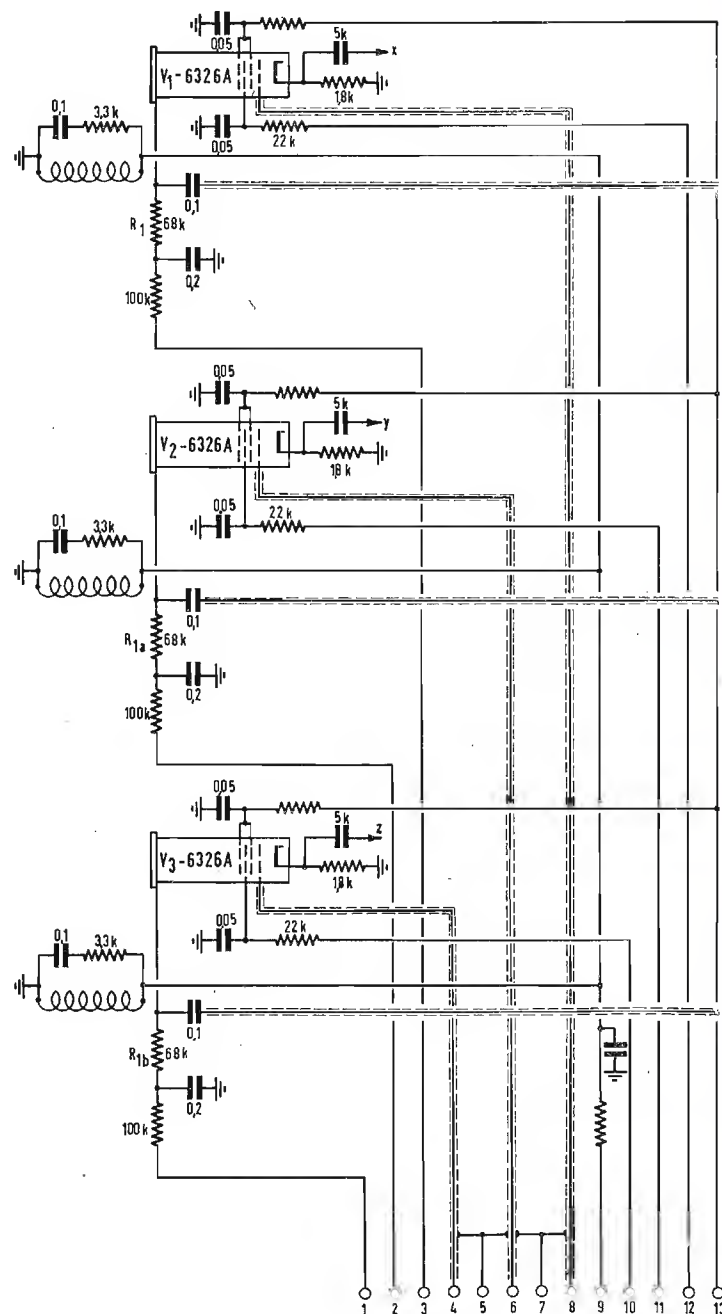 0,05
5k
x
V1-6326A
1,8k
0,1
3,3k
0,05
22k
0,1
R1
68k
0,2
100k
0,05
5k
y
V2-6326A
1,8k
0,1
3,3k
0,05
22k
0,1
R1a
68k
0,2
100k
0,05
5k
z
V3-6326A
1,8k
0,1
3,3k
0,05
22k
0,1
R1b
68k
0,2
100k
1 2 3 4 5 6 7 8 9 10 11 12 13